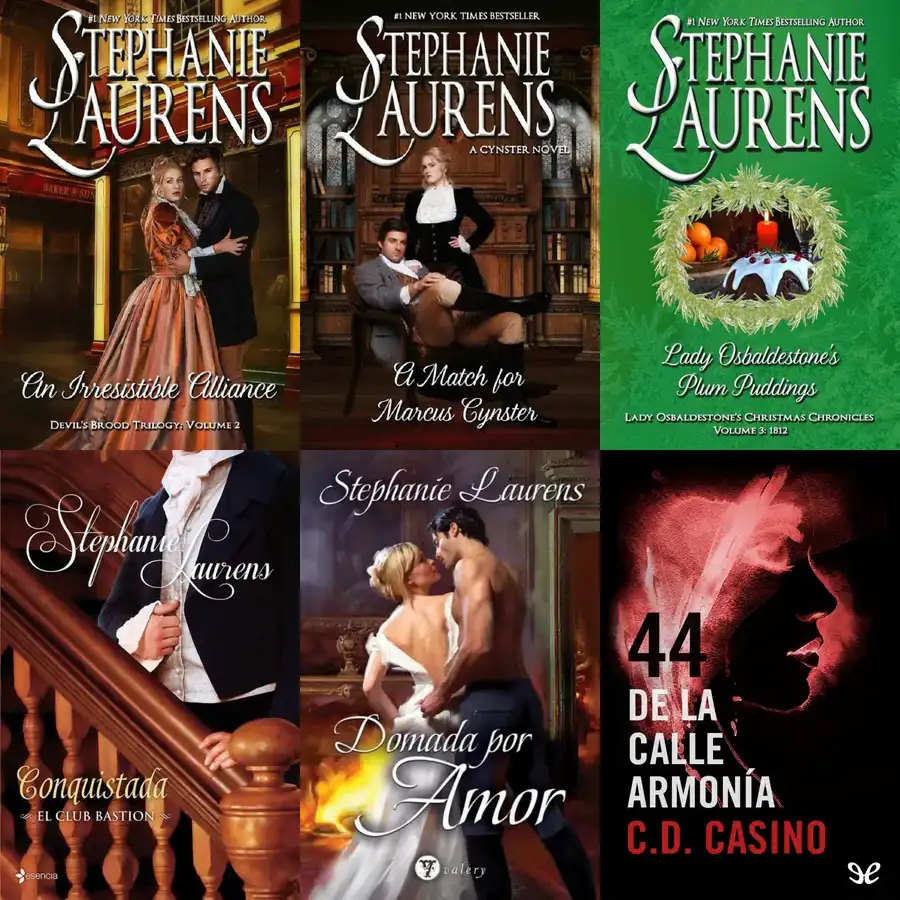 #1 New York Times Bestselling Author
Stephanie
Laurens
BAKER & SON
An Irresistible Alliance
Devil's Brood Trilogy: Volume 2
#1 New York Times Bestseller
Stephanie
Laurens
A Cynster Novel
A Match for
Marcus Cynster
#1 New York Times Bestselling Author
Stephanie
Laurens
Lady Osbaldestone's
Plum Puddings
Lady Osbaldestone's Christmas Chronicles
Volume 3: 1812
Stephanie
Laurens
Conquistada
EL CLUB BASTION
esencia
Stephanie Laurens
Domada por
Amor
valery
44
DE LA
CALLE
ARMONÍA
C.D. CASINO